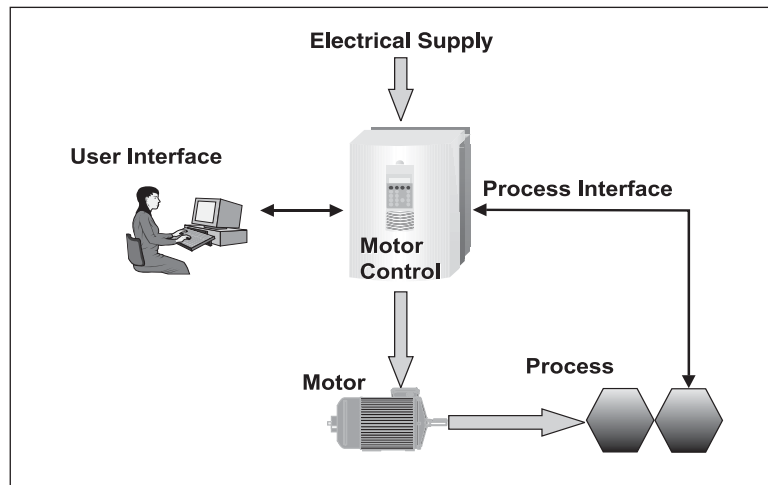 Electrical Supply
User Interface
Process Interface
Motor
Control
Motor
Process